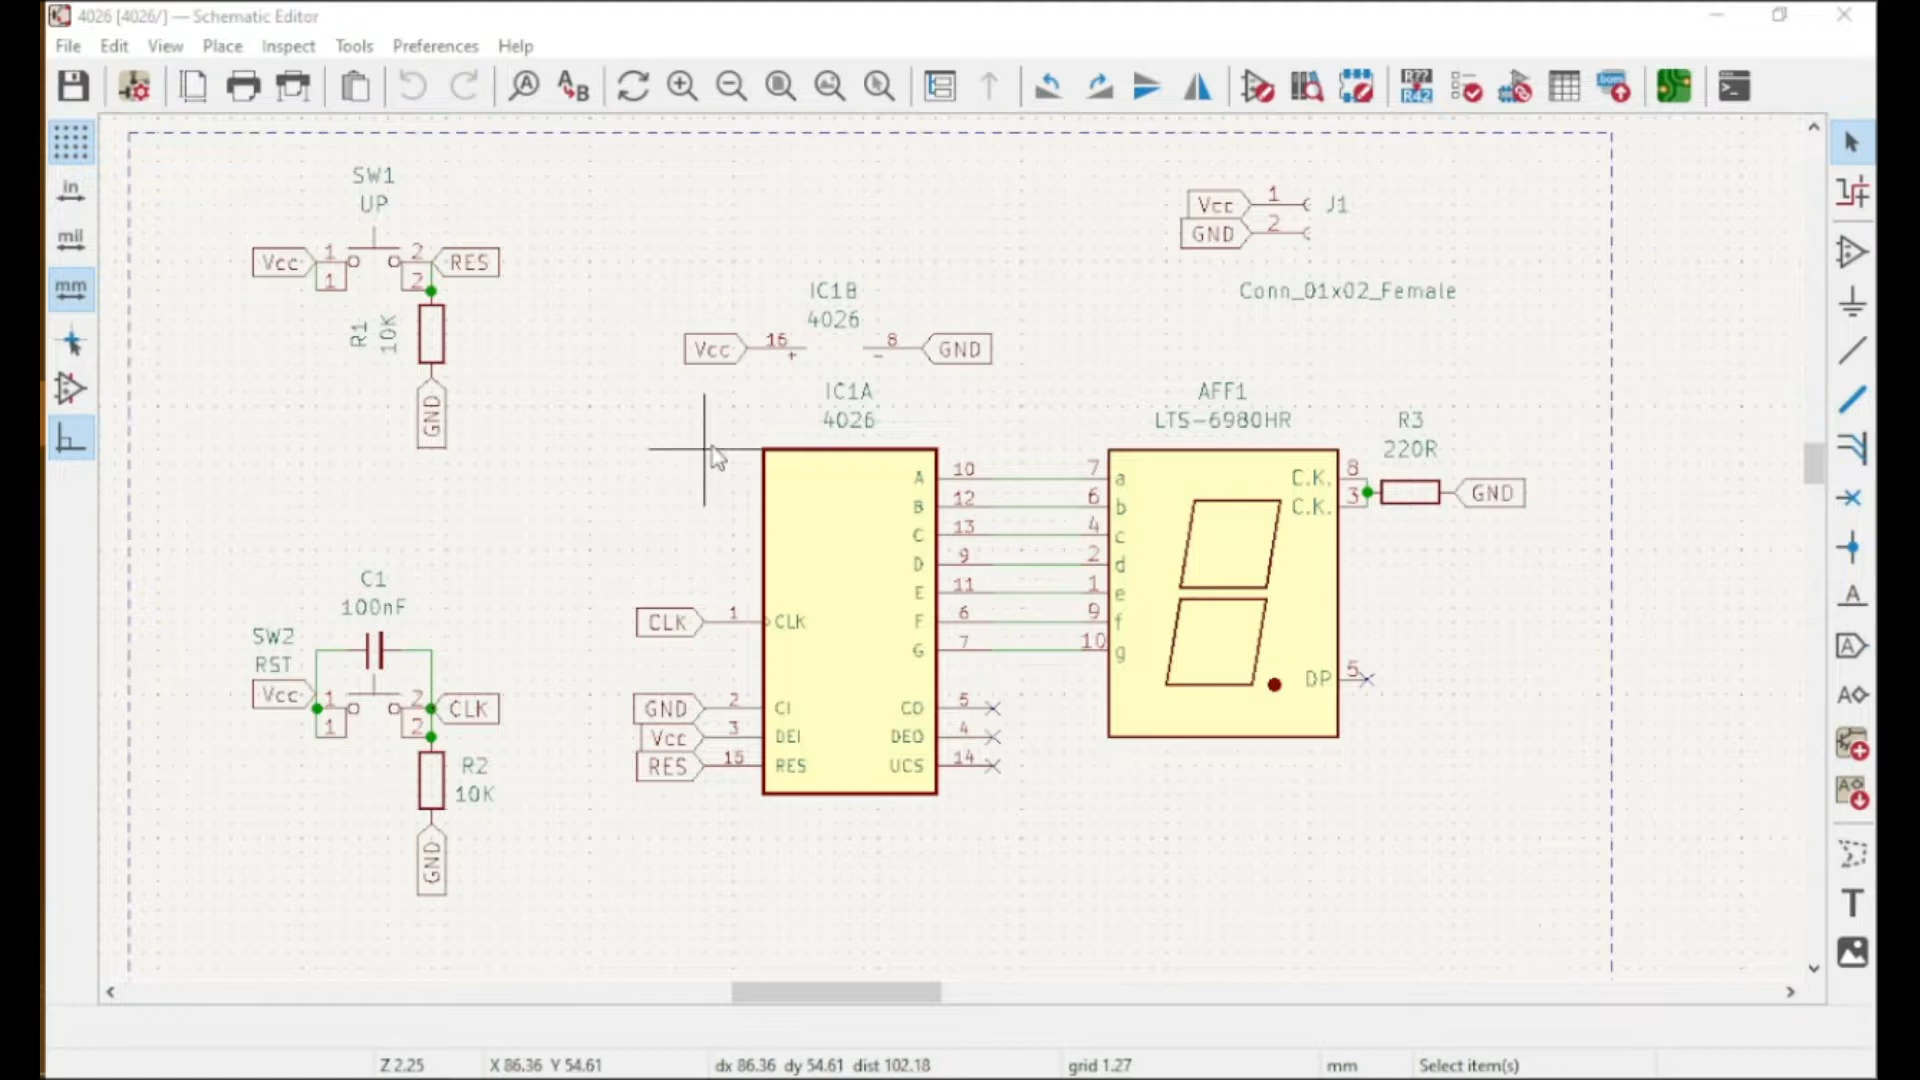 4026 [4026/] — Schematic Editor
File Edit View Place Inspect Tools Preferences Help
A
A B
R??
R42
bom
in
mil
mm
SW1
UP
Vcc 1 2 RES
1 2
R1
10K
GND
Vcc 1 J1
GND 2
Conn_01x02_Female
IC1B
4026
Vcc 16 + 8 − GND
IC1A
4026
AFF1
LTS-6980HR
R3
220R
A 10 7 a C.K. 8
B 12 6 b C.K. 3 GND
C 13 4 c
D 9 2 d
E 11 1 e
CLK 1 CLK F 6 9 f
G 7 10 g
DP 5
GND 2 CI CO 5
Vcc 3 DEI DEO 4
RES 15 RES UCS 14
C1
100nF
SW2
RST
Vcc 1 2 CLK
1 2
R2
10K
GND
A
A
A
A
T
Z 2.25 X 86.36 Y 54.61 dx 86.36 dy 54.61 dist 102.18 grid 1.27 mm Select item(s)